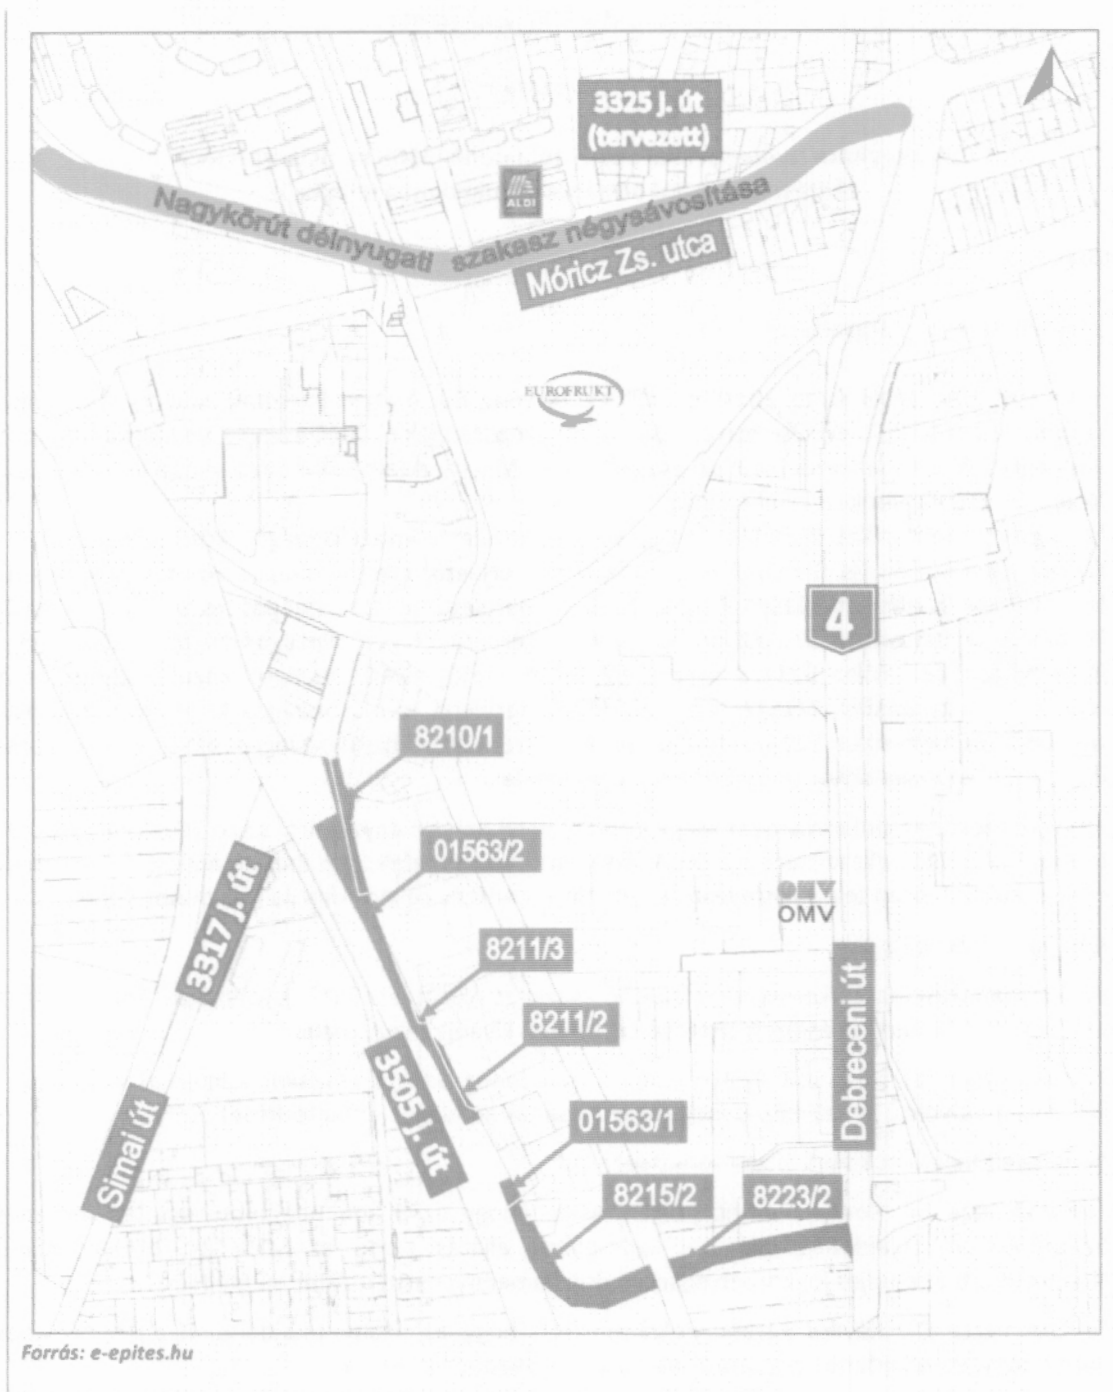 3325 J. út
(tervezett)
ALDI
Nagykörút délnyugati szakasz négysávosítása
Móricz Zs. utca
EUROFRUKT
4
8210/1
01563/2
3317 J. út
OMV
8211/3
8211/2
Debreceni út
3505 J. út
Simai út
01563/1
8215/2
8223/2
Forrás: e-epites.hu